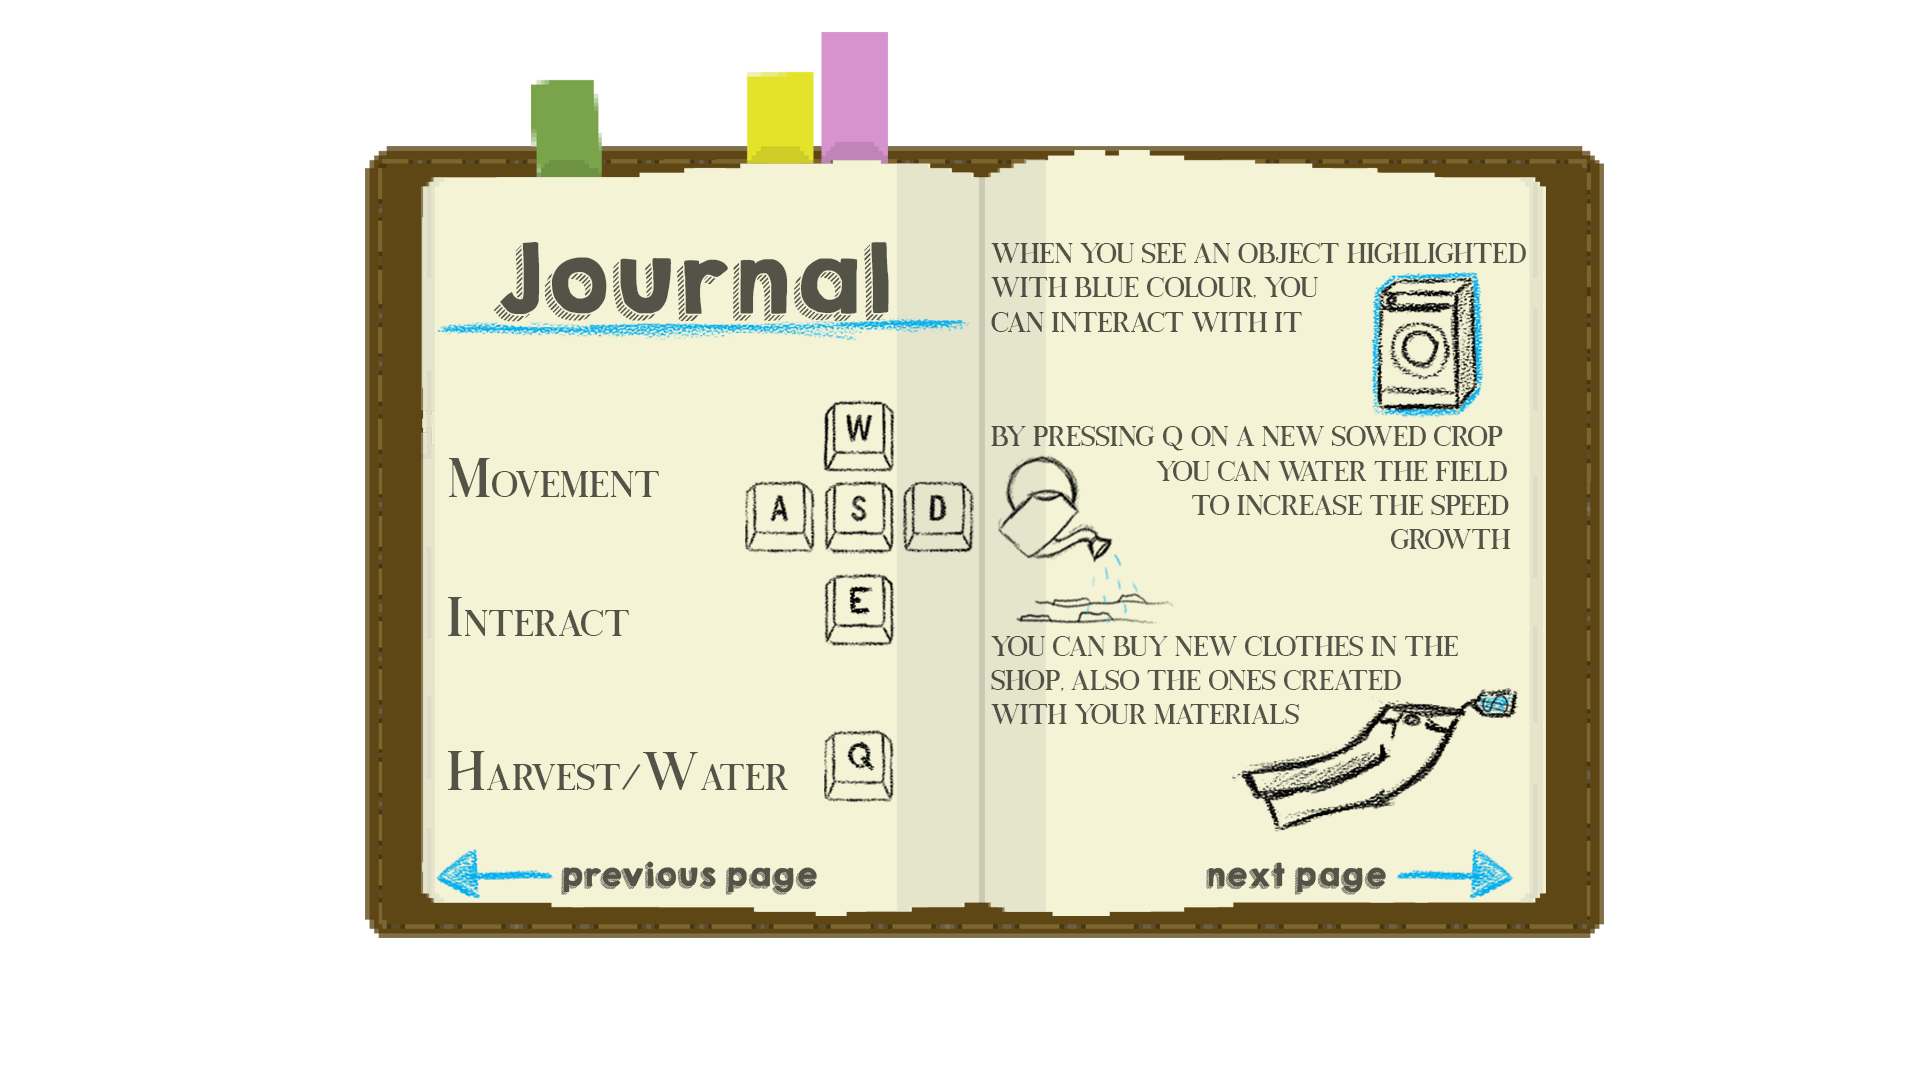 Journal
MOVEMENT
W
A S D
INTERACT
E
HARVEST/WATER
Q
previous page
WHEN YOU SEE AN OBJECT HIGHLIGHTED
WITH BLUE COLOUR, YOU
CAN INTERACT WITH IT
BY PRESSING Q ON A NEW SOWED CROP
YOU CAN WATER THE FIELD
TO INCREASE THE SPEED
GROWTH
YOU CAN BUY NEW CLOTHES IN THE
SHOP, ALSO THE ONES CREATED
WITH YOUR MATERIALS
next page